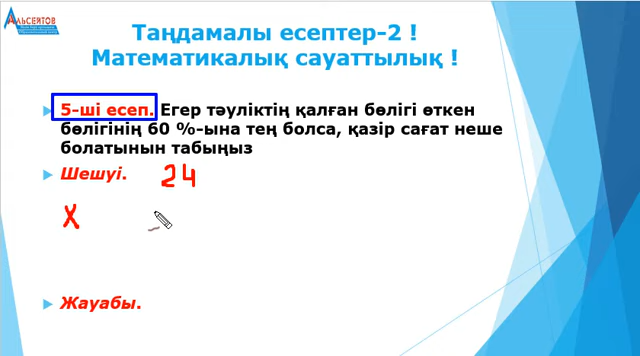 АЛЬСЕИТОВ
Таңдамалы есептер-2 !
Математикалық сауаттылық !
5-ші есеп. Егер тәуліктің қалған бөлігі өткен
бөлігінің 60 %-ына тең болса, қазір сағат неше
болатынын табыңыз
Шешуі. 24
х
Жауабы.